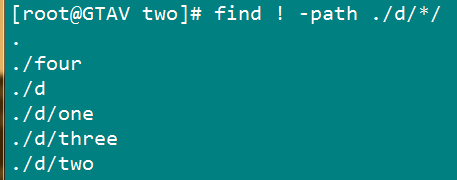 [root@GTAV two]# find ! -path ./d/*/
.
./four
./d
./d/one
./d/three
./d/two